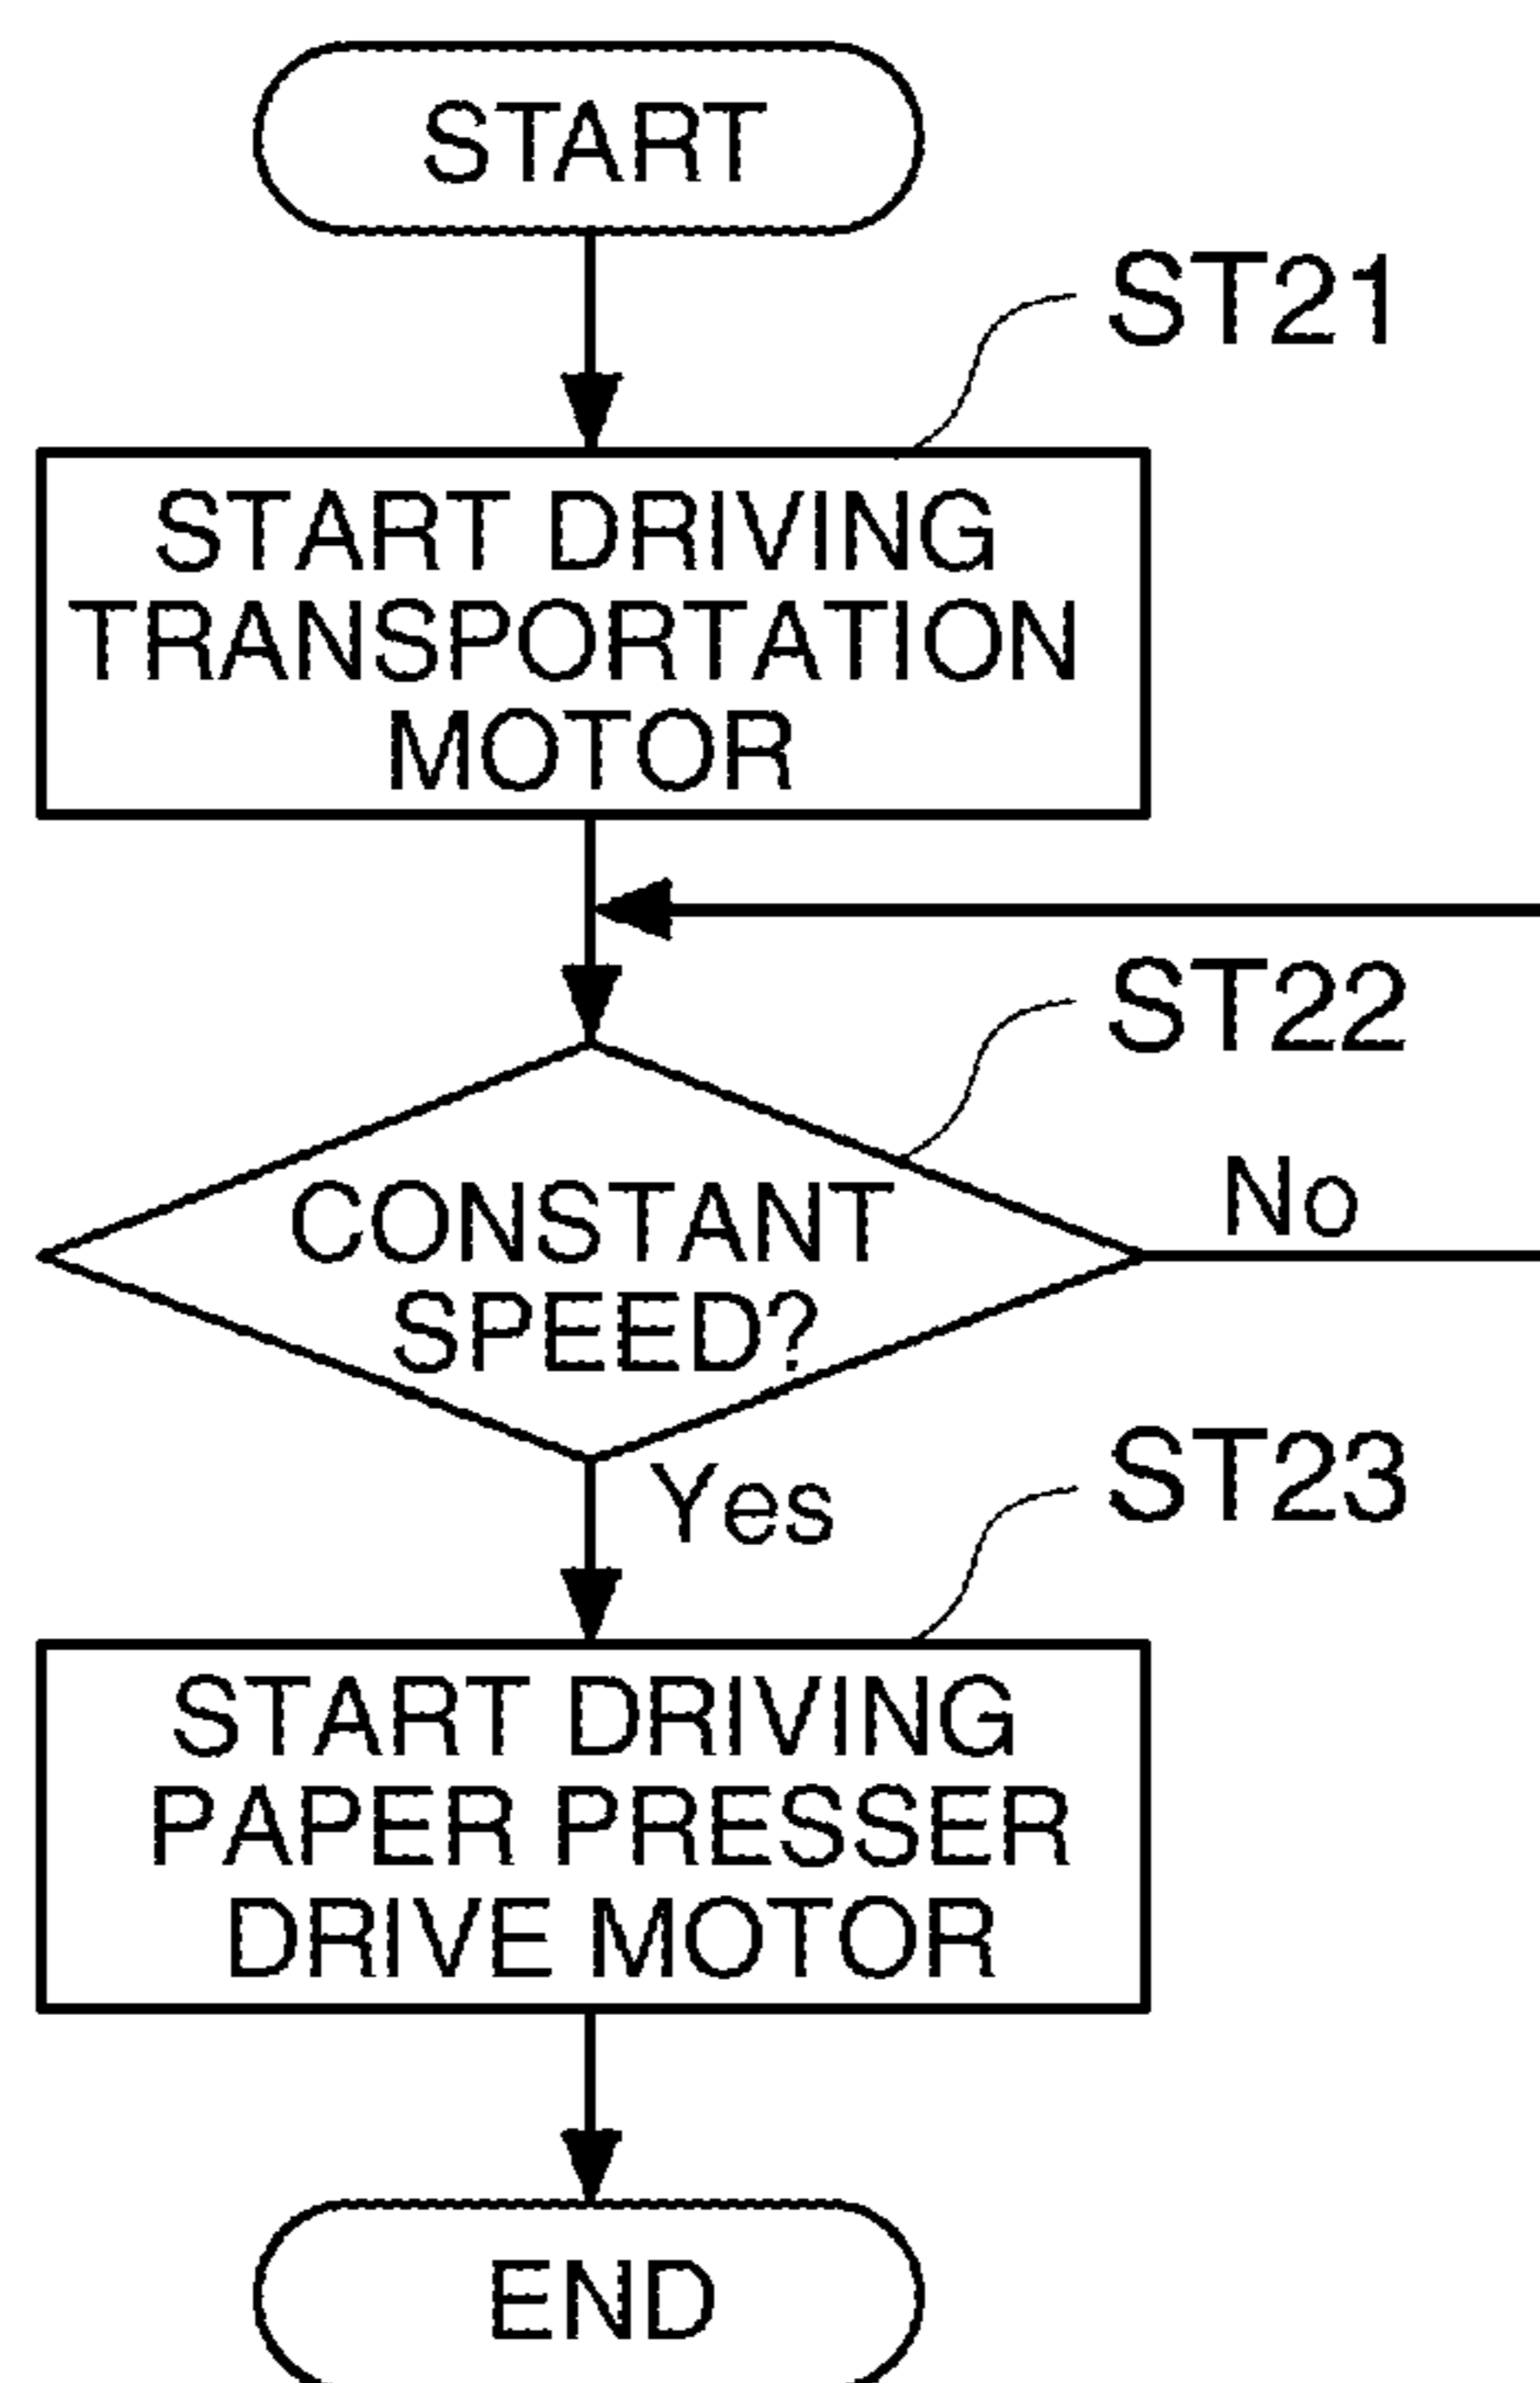 START
ST21
START DRIVING
TRANSPORTATION
MOTOR
ST22
CONSTANT
SPEED?
No
Yes
ST23
START DRIVING
PAPER PRESSER
DRIVE MOTOR
END